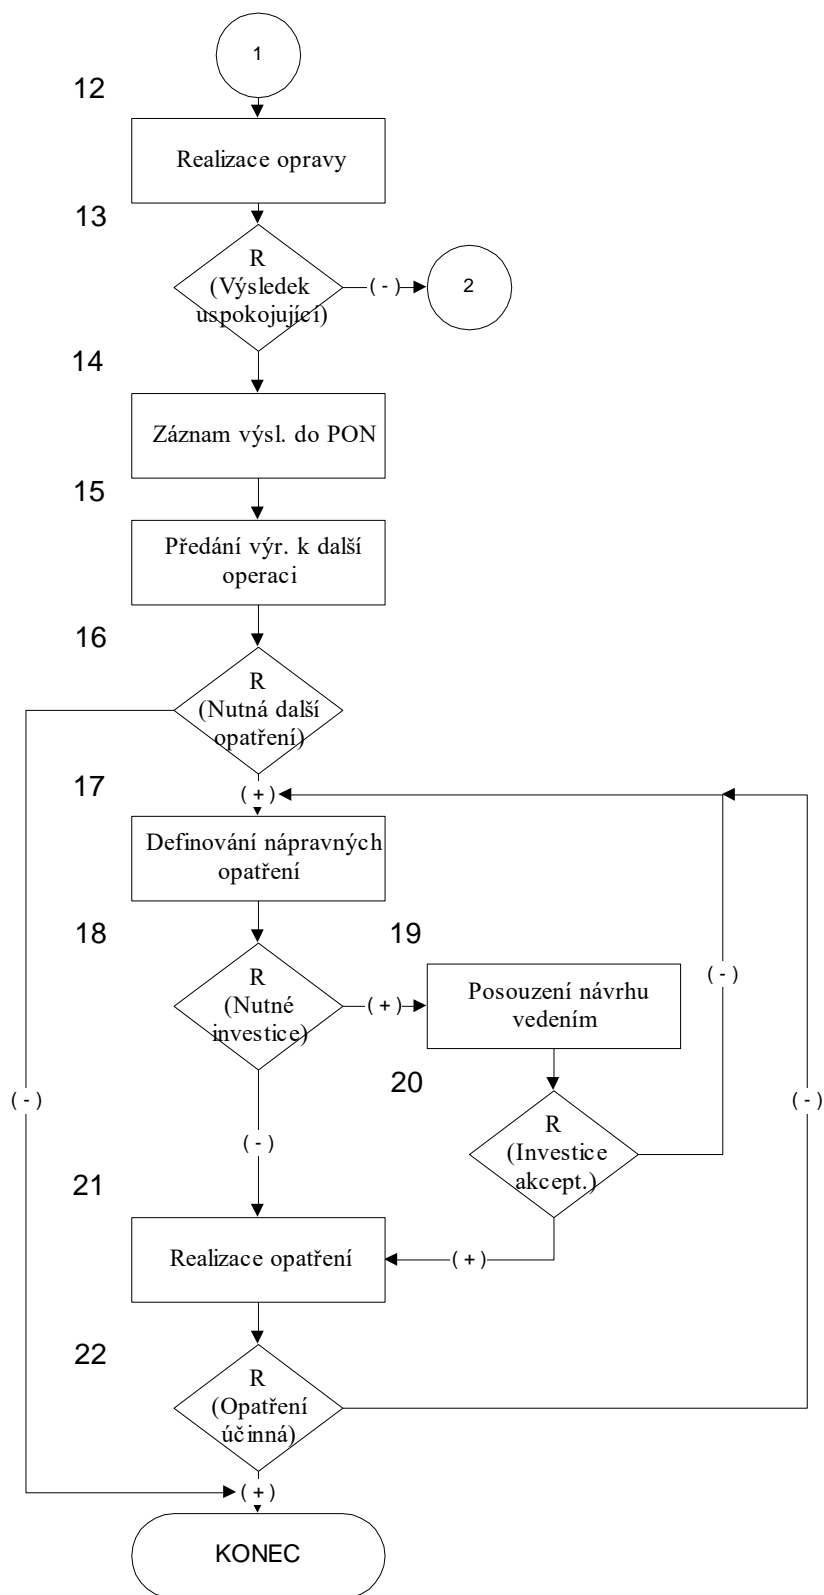 1
12
Realizace opravy
13
R
(Výsledek
uspokojující)
( - )
2
14
Záznam výsl. do PON
15
Předání výr. k další
operaci
16
R
(Nutná další
opatření)
17
( + )
Definování nápravných
opatření
18
R
(Nutné
investice)
( + )
19
Posouzení návrhu
vedením
( - )
20
R
(Investice
akcept.)
( - )
( - )
( - )
21
Realizace opatření
( + )
22
R
(Opatření
účinná)
( + )
KONEC